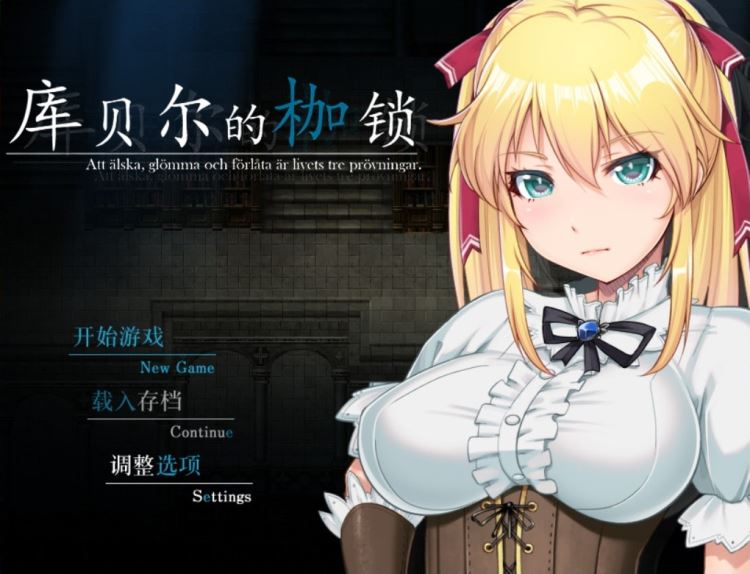 库贝尔的枷锁
Att älska, glömma och förlåta är livets tre prövningar.
开始游戏
New Game
载入存档
Continue
调整选项
Settings